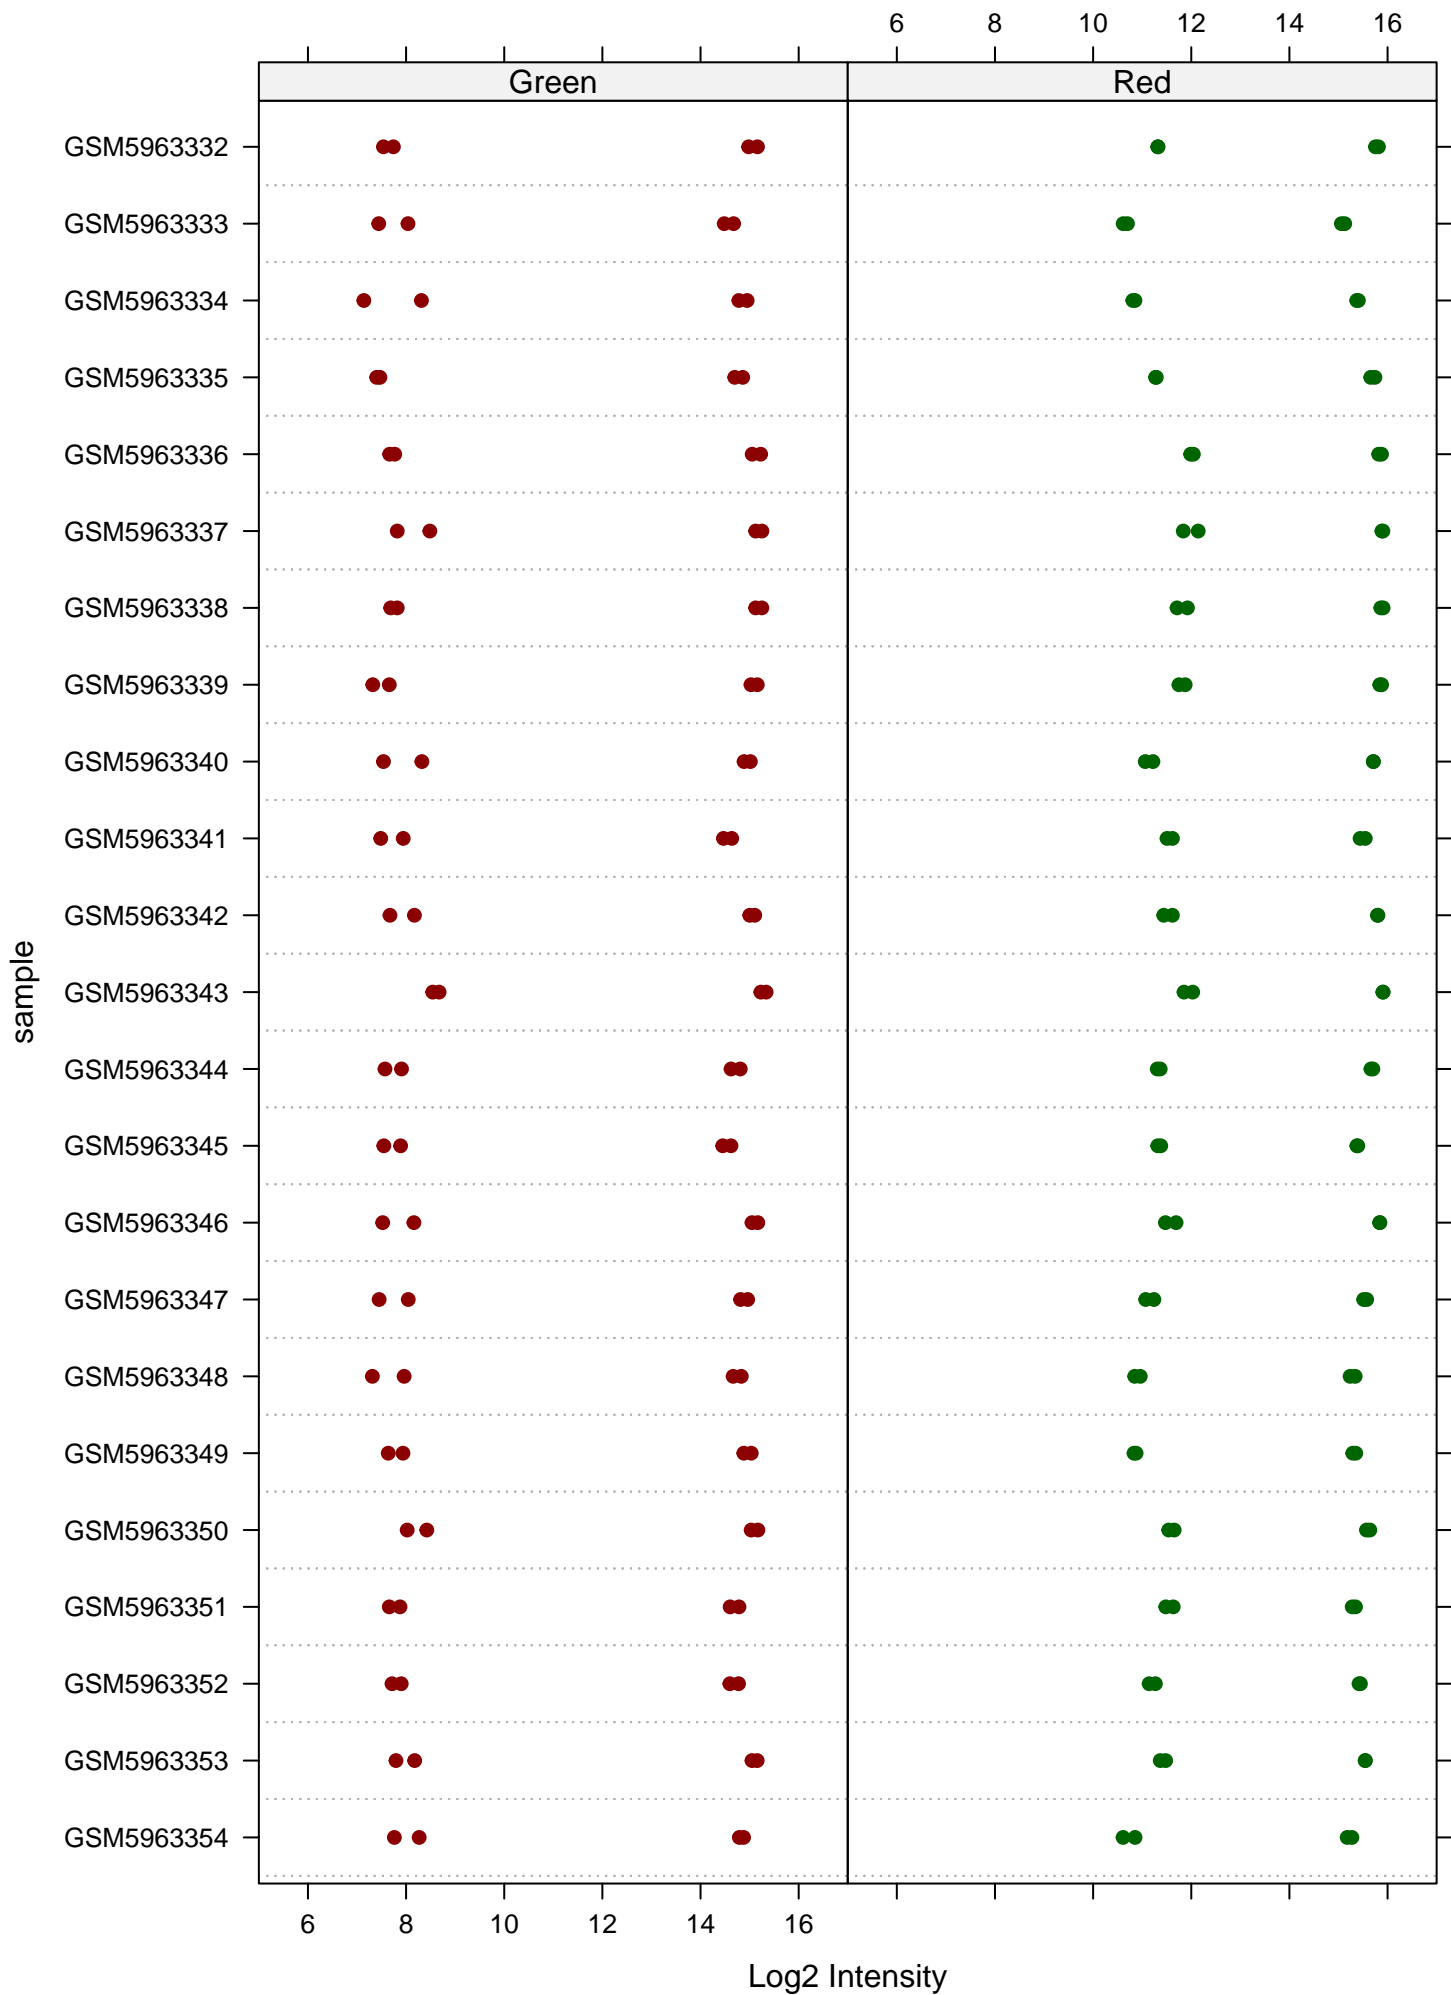 6 8 10 12 14 16
Green Red
GSM5963332
GSM5963333
GSM5963334
GSM5963335
GSM5963336
GSM5963337
GSM5963338
GSM5963339
GSM5963340
GSM5963341
GSM5963342
GSM5963343
GSM5963344
GSM5963345
GSM5963346
GSM5963347
GSM5963348
GSM5963349
GSM5963350
GSM5963351
GSM5963352
GSM5963353
GSM5963354
sample
6 8 10 12 14 16
Log2 Intensity